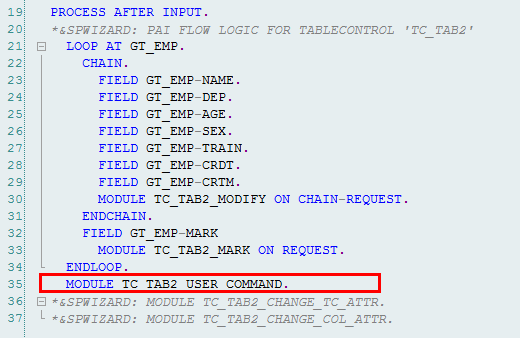 19 PROCESS AFTER INPUT.
20 *&SPWIZARD: PAI FLOW LOGIC FOR TABLECONTROL 'TC_TAB2'
21 LOOP AT GT_EMP.
22 CHAIN.
23 FIELD GT_EMP-NAME.
24 FIELD GT_EMP-DEP.
25 FIELD GT_EMP-AGE.
26 FIELD GT_EMP-SEX.
27 FIELD GT_EMP-TRAIN.
28 FIELD GT_EMP-CRDT.
29 FIELD GT_EMP-CRTM.
30 MODULE TC_TAB2_MODIFY ON CHAIN-REQUEST.
31 ENDCHAIN.
32 FIELD GT_EMP-MARK
33 MODULE TC_TAB2_MARK ON REQUEST.
34 ENDLOOP.
35 MODULE TC_TAB2_USER_COMMAND.
36 *&SPWIZARD: MODULE TC_TAB2_CHANGE_TC_ATTR.
37 *&SPWIZARD: MODULE TC_TAB2_CHANGE_COL_ATTR.